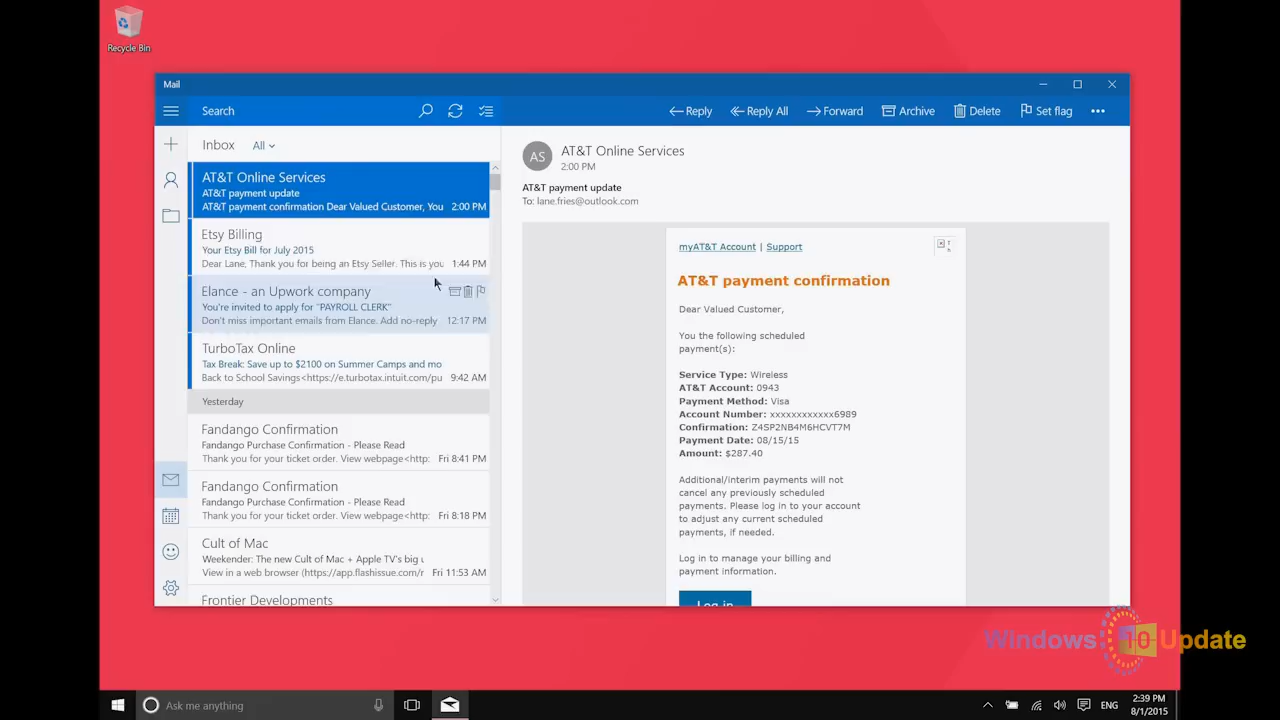 Recycle Bin
Mail
Search
Reply
Reply All
Forward
Archive
Delete
Set flag
Inbox
All
AT&T Online Services
AT&T payment update
AT&T payment confirmation Dear Valued Customer, You
2:00 PM
Etsy Billing
Your Etsy Bill for July 2015
Dear Lane, Thank you for being an Etsy Seller. This is you
1:44 PM
Elance - an Upwork company
You're invited to apply for "PAYROLL CLERK"
Don't miss important emails from Elance. Add no-reply
12:17 PM
TurboTax Online
Tax Break: Save up to $2100 on Summer Camps and mo
Back to School Savings<https://e.turbotax.intuit.com/pu
9:42 AM
Yesterday
Fandango Confirmation
Fandango Purchase Confirmation - Please Read
Thank you for your ticket order. View webpage<http:
Fri 8:41 PM
Fandango Confirmation
Fandango Purchase Confirmation - Please Read
Thank you for your ticket order. View webpage<http:
Fri 8:18 PM
Cult of Mac
Weekender: The new Cult of Mac + Apple TV's big u
View in a web browser (https://app.flashissue.com/r
Fri 11:53 AM
Frontier Developments
AS
AT&T Online Services
2:00 PM
AT&T payment update
To: lane.fries@outlook.com
myAT&T Account | Support
AT&T payment confirmation
Dear Valued Customer,
You the following scheduled
payment(s):
Service Type: Wireless
AT&T Account: 0943
Payment Method: Visa
Account Number: xxxxxxxxxxxx6989
Confirmation: Z4SP2NB4M6HCVT7M
Payment Date: 08/15/15
Amount: $287.40
Additional/interim payments will not
cancel any previously scheduled
payments. Please log in to your account
to adjust any current scheduled
payments, if needed.
Log in to manage your billing and
payment information.
Log in
Windows 10 Update
Ask me anything
ENG
2:39 PM
8/1/2015